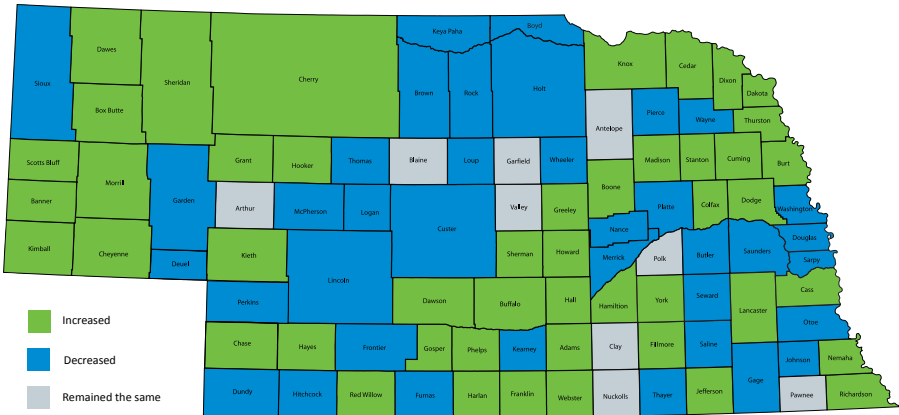 Keya Paha
Boyd
Dawes
Sheridan
Cherry
Knox
Cedar
Dixon
Dakota
Sioux
Box Butte
Brown
Rock
Holt
Antelope
Pierce
Wayne
Thurston
Scotts Bluff
Morrill
Garden
Grant
Hooker
Thomas
Blaine
Loup
Garfield
Wheeler
Madison
Stanton
Cuming
Burt
Banner
Arthur
McPherson
Logan
Custer
Valley
Greeley
Boone
Platte
Colfax
Dodge
Washington
Kimball
Cheyenne
Deuel
Kieth
Lincoln
Sherman
Howard
Nance
Merrick
Polk
Butler
Saunders
Douglas
Sarpy
Perkins
Dawson
Buffalo
Hall
Hamilton
York
Seward
Lancaster
Cass
Otoe
Increased
Chase
Hayes
Frontier
Gosper
Phelps
Kearney
Adams
Clay
Fillmore
Saline
Gage
Johnson
Nemaha
Decreased
Dundy
Hitchcock
Red Willow
Furnas
Harlan
Franklin
Webster
Nuckolls
Thayer
Jefferson
Pawnee
Richardson
Remained the same